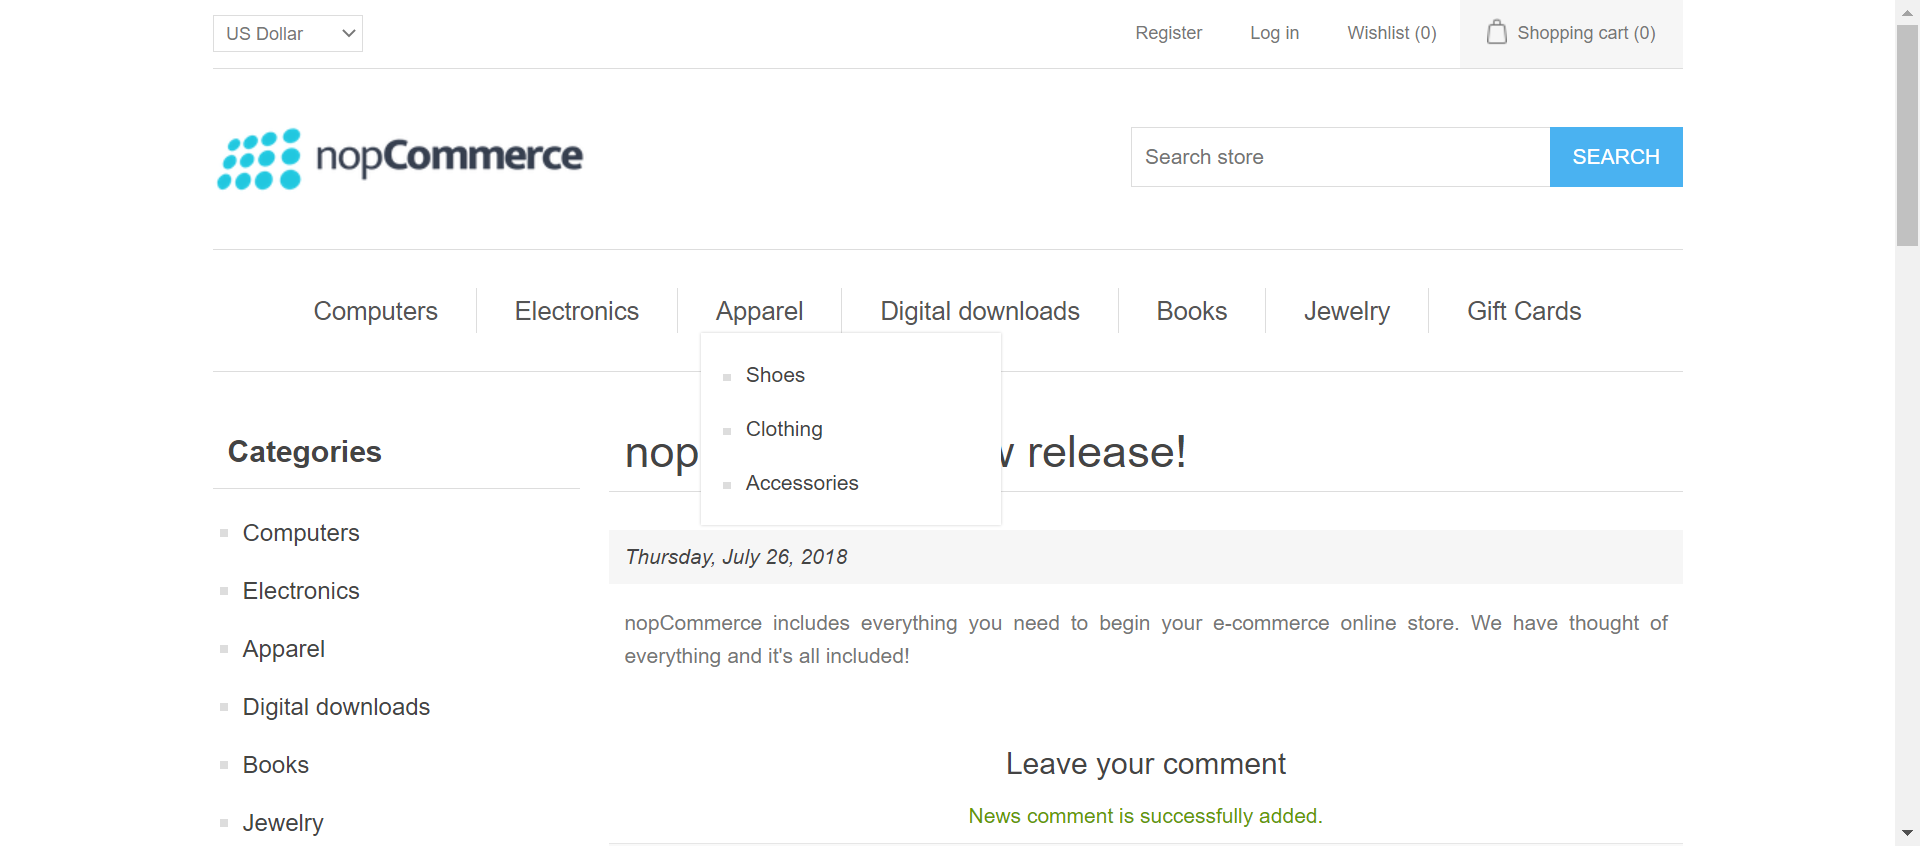 US Dollar
Register
Log in
Wishlist (0)
Shopping cart (0)
nopCommerce
Search store
SEARCH
Computers
Electronics
Apparel
Digital downloads
Books
Jewelry
Gift Cards
Shoes
Clothing
Accessories
Categories
Computers
Electronics
Apparel
Digital downloads
Books
Jewelry
nop release!
Thursday, July 26, 2018
nopCommerce includes everything you need to begin your e-commerce online store. We have thought of
everything and it's all included!
Leave your comment
News comment is successfully added.